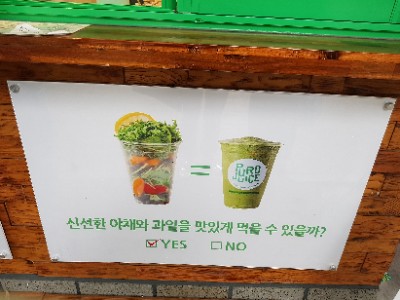 =
PURO
JUICE
신선한 야채와 과일을 맛있게 먹을 수 있을까?
☑YES ☐NO